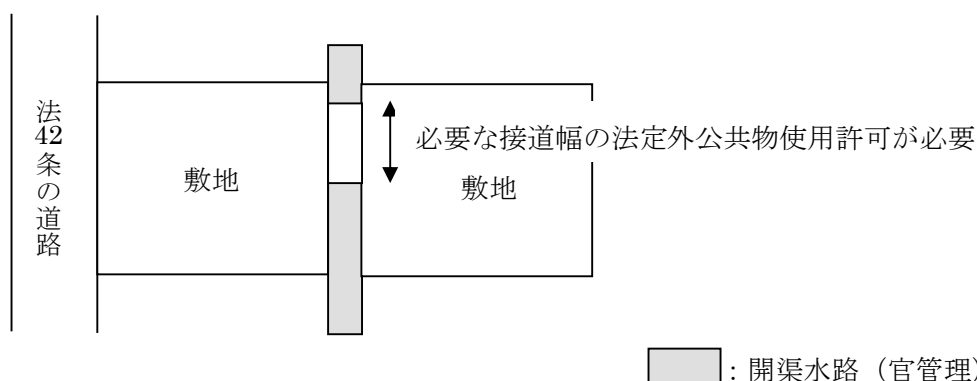 法42条の道路
敷地
必要な接道幅の法定外公共物使用許可が必要
敷地
：開渠水路（官管理）